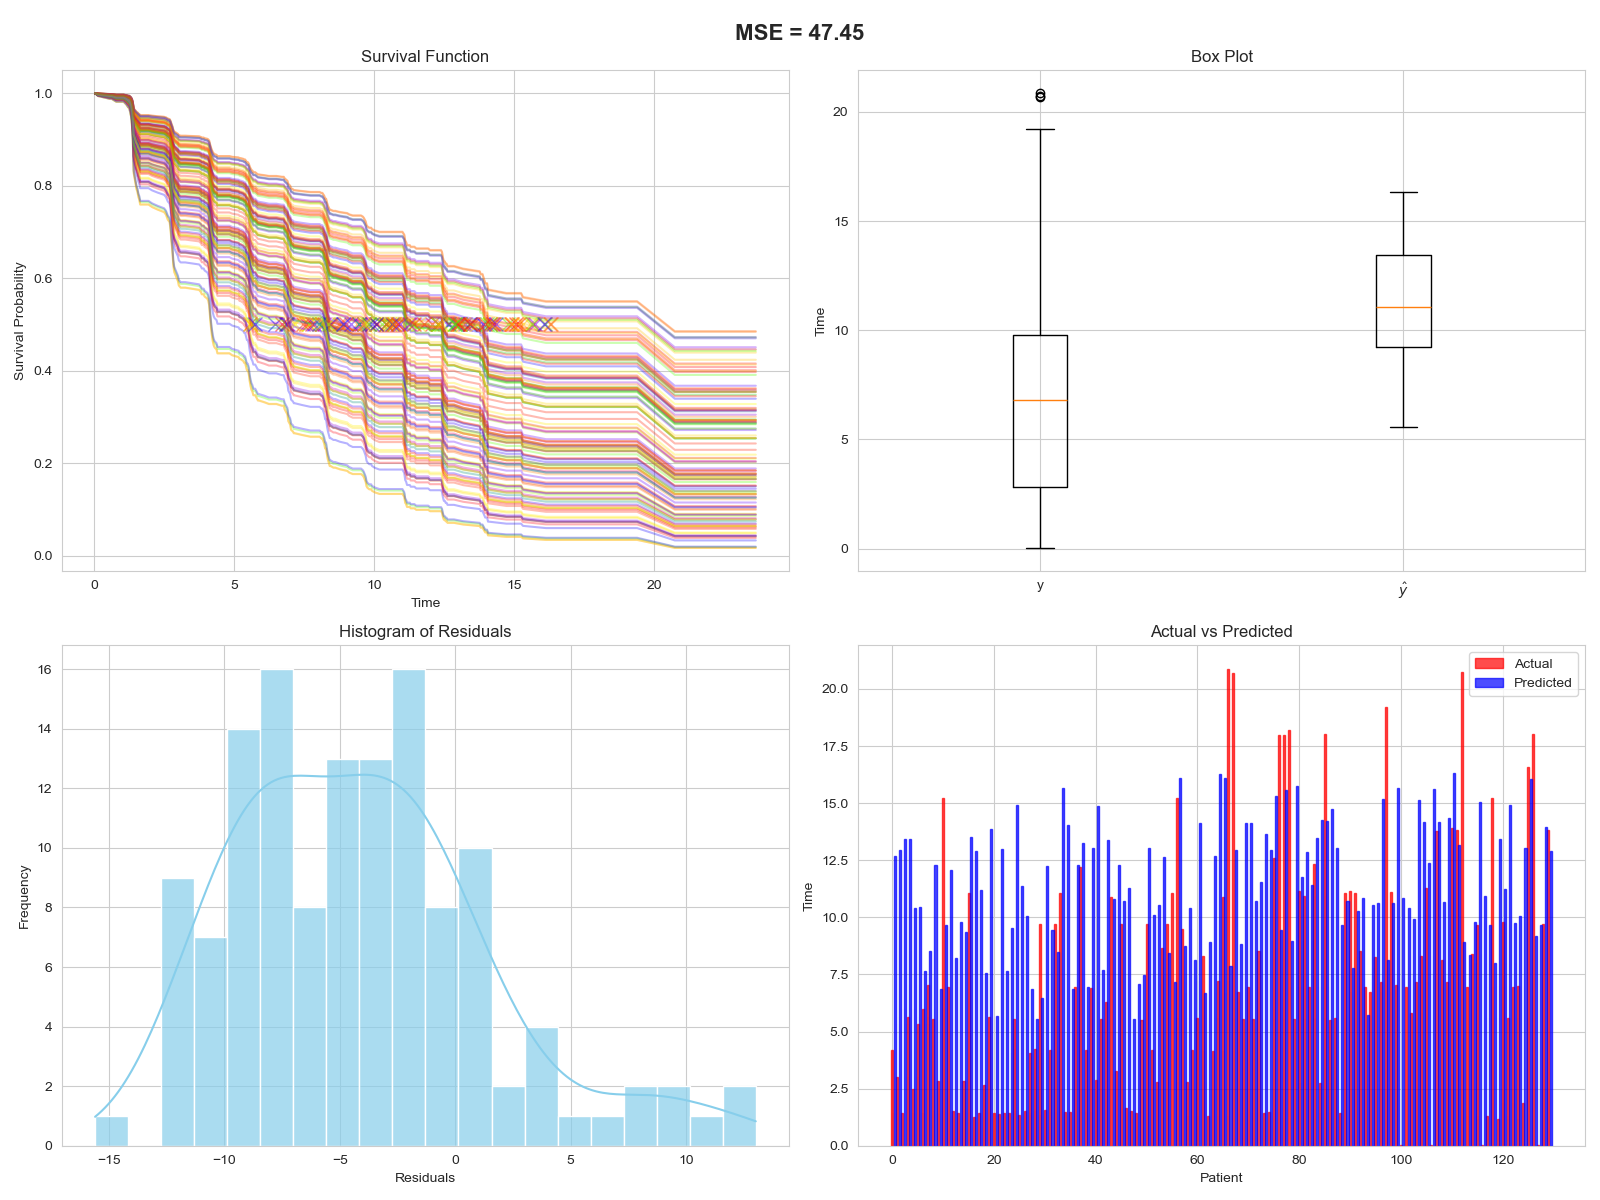 MSE = 47.45
Survival Function
1.0
0.8
0.6
0.4
0.2
0.0
Survival Probability
0 5 10 15 20
Time
Box Plot
20
15
10
5
0
Time
y ŷ
Histogram of Residuals
16
14
12
10
8
6
4
2
0
Frequency
−15 −10 −5 0 5 10
Residuals
Actual vs Predicted
Actual
Predicted
20.0
17.5
15.0
12.5
10.0
7.5
5.0
2.5
0.0
Time
0 20 40 60 80 100 120
Patient